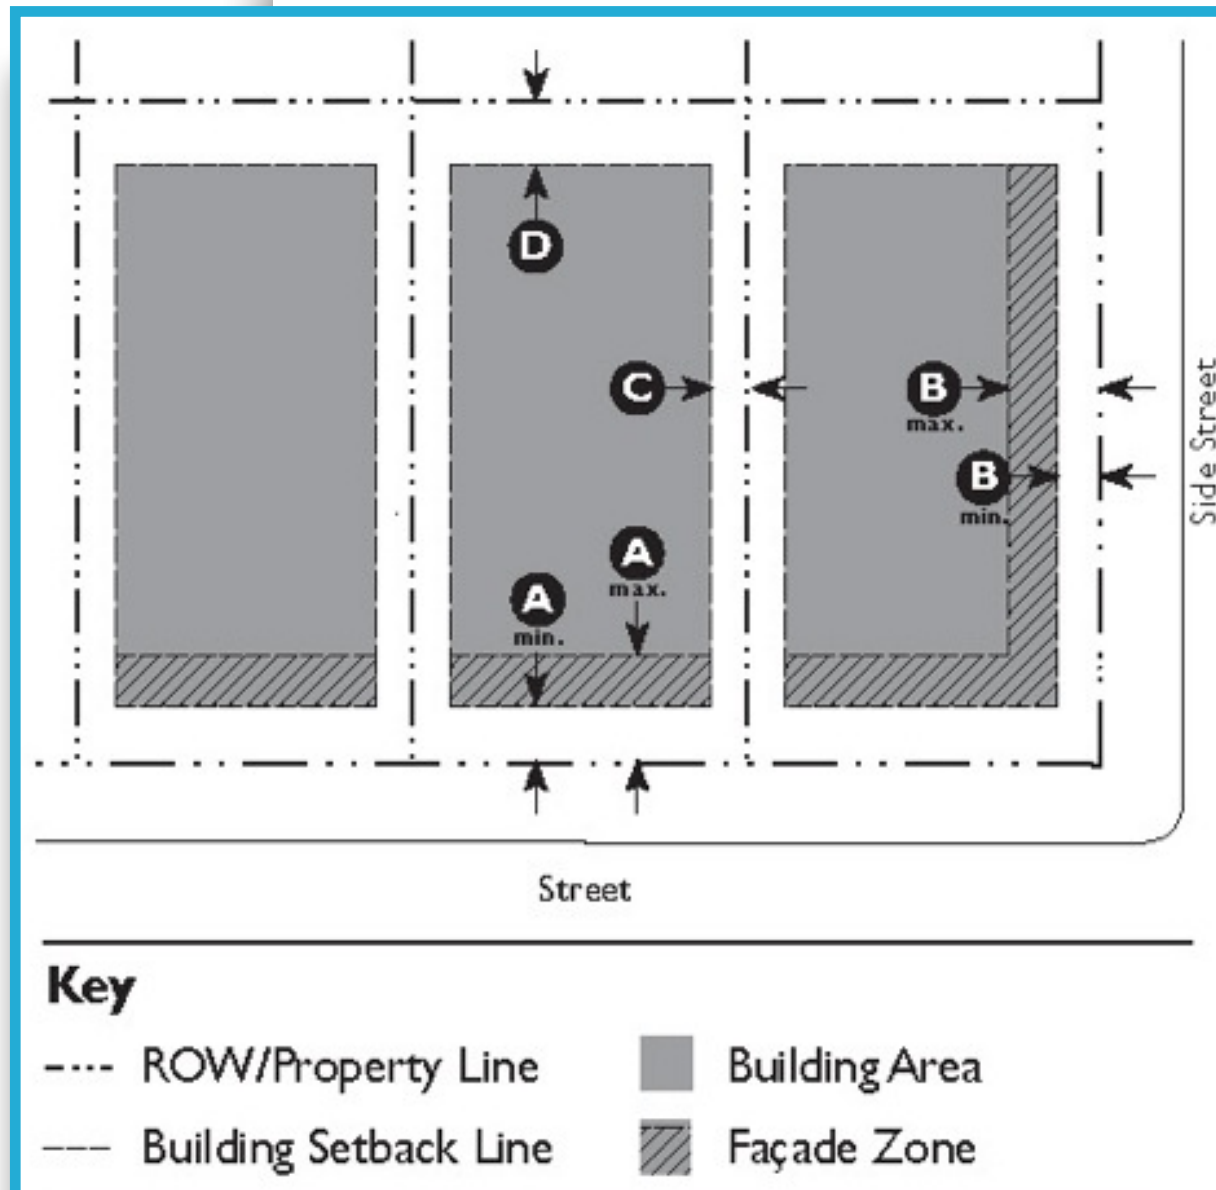 D
C
B
max.
B
min.
A
max.
A
min.
Side Street
Street
Key
ROW/Property Line
Building Area
Building Setback Line
Façade Zone